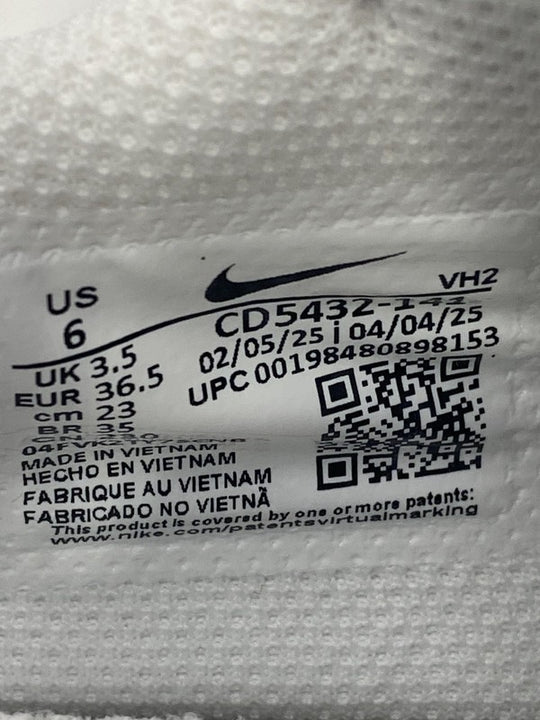 US
6
UK 3.5
EUR 36.5
cm 23
BR 35
VH2
CD5432-
02/05/25 | 04/04/25
UPC 00198480898153
MADE IN VIETNAM
HECHO EN VIETNAM
FABRIQUE AU VIETNAM
FABRICADO NO VIETNÃ
This product is covered by one or more patents:
www.nike.com/patentsvirtualmarking